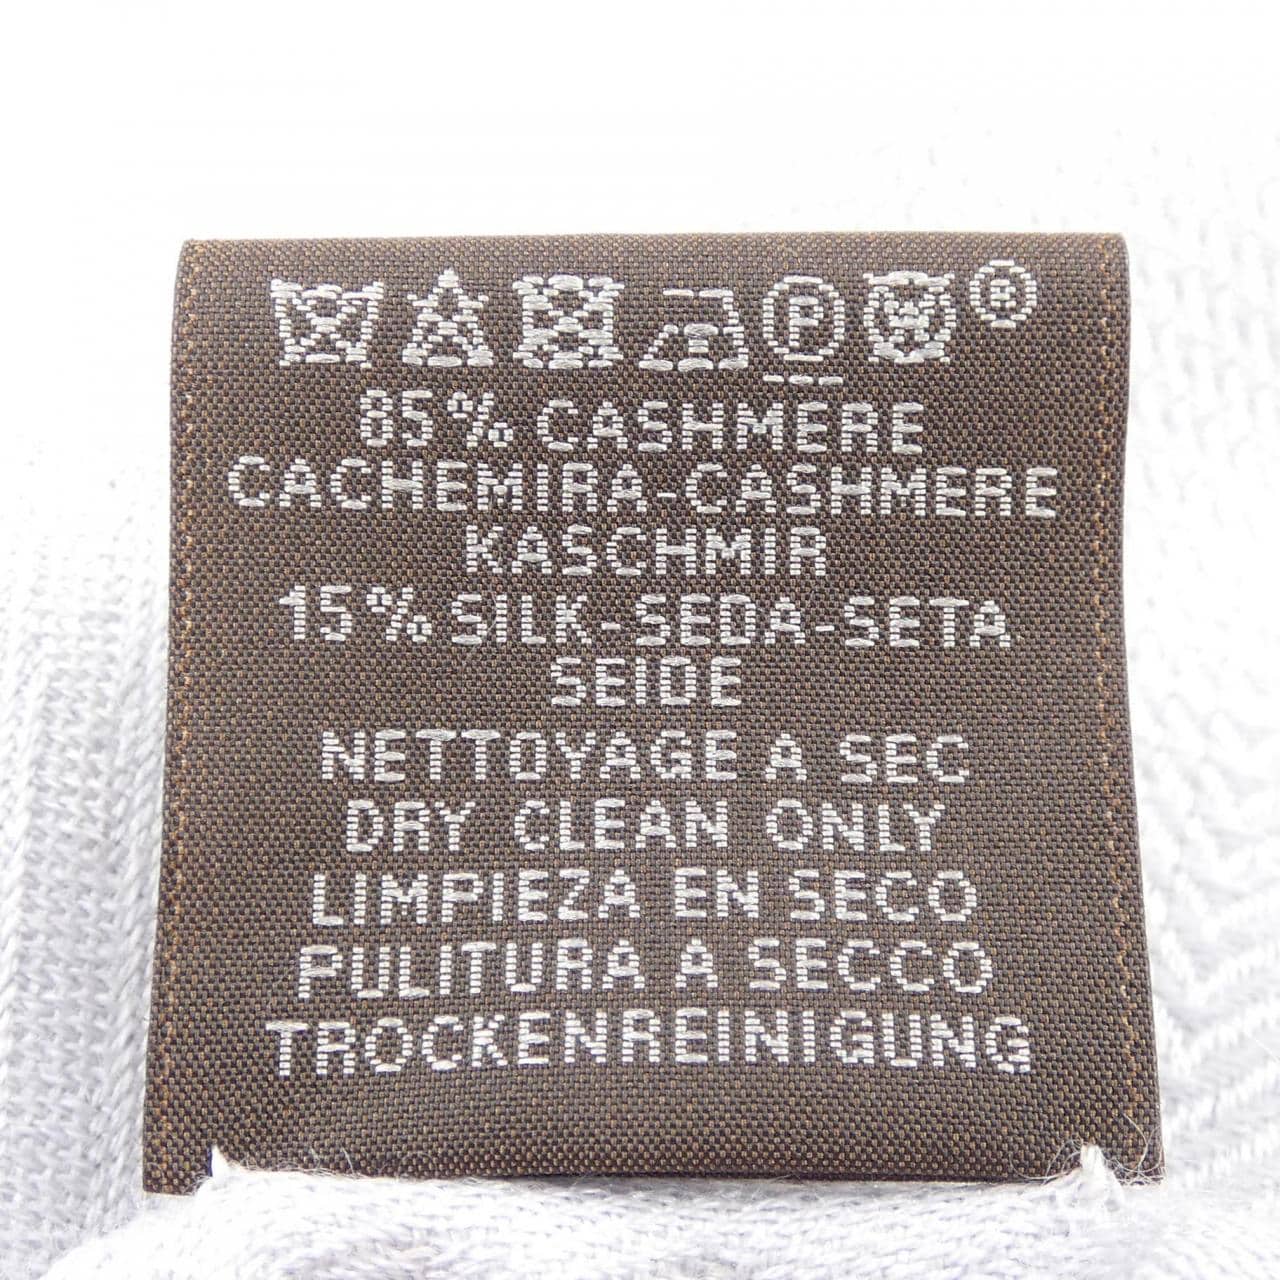 P ®
85% CASHMERE
CACHEMIRA-CASHMERE
KASCHMIR
15% SILK-SEDA-SETA
SEIDE
NETTOYAGE A SEC
DRY CLEAN ONLY
LIMPIEZA EN SECO
PULITURA A SECCO
TROCKENREINIGUNG